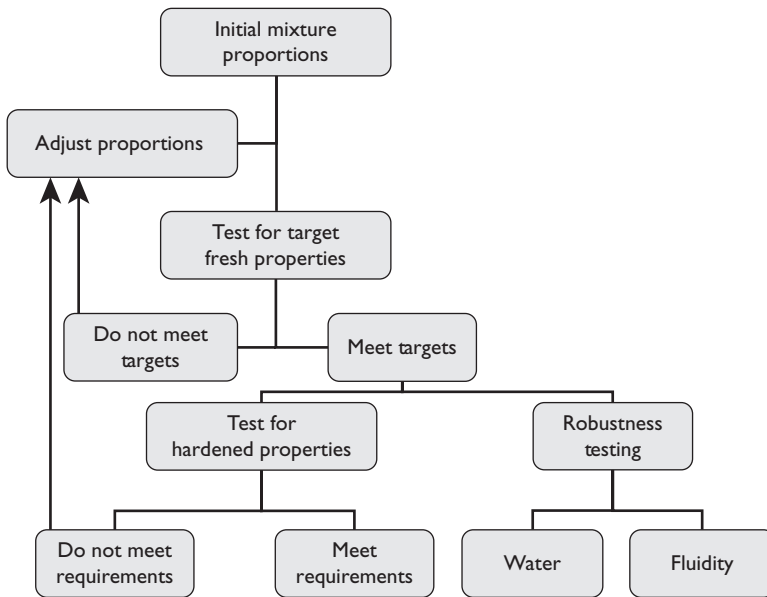 Initial mixture
proportions
Adjust proportions
Test for target
fresh properties
Do not meet
targets
Meet targets
Test for
hardened properties
Robustness
testing
Do not meet
requirements
Meet
requirements
Water
Fluidity